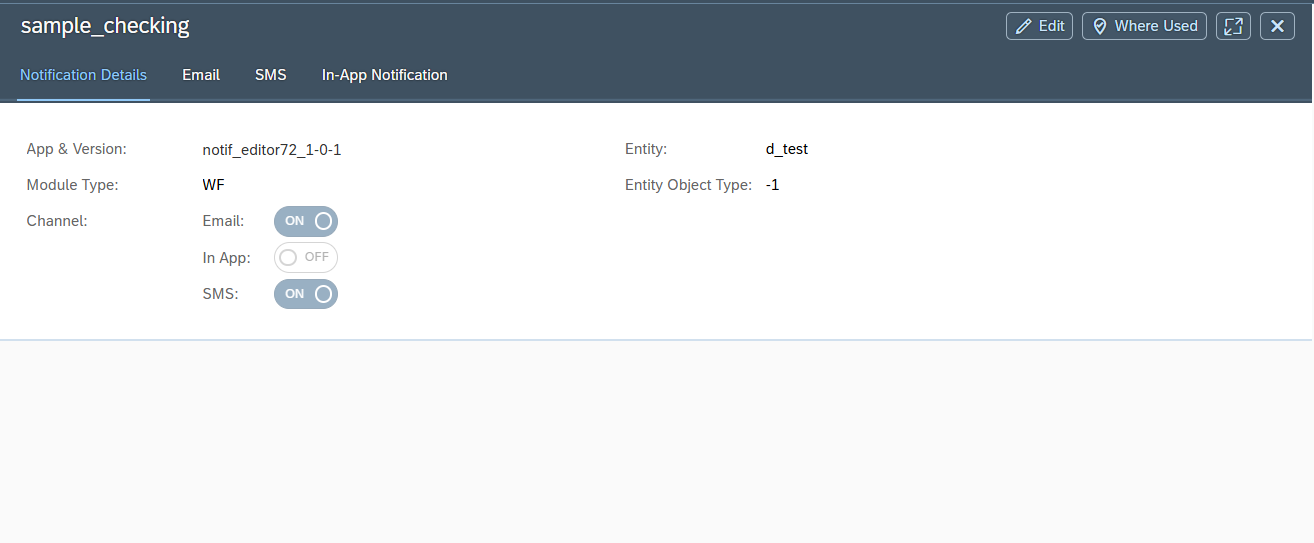 sample_checking
Edit
Where Used
Notification Details
Email
SMS
In-App Notification
App & Version: notif_editor72_1-0-1
Entity: d_test
Module Type: WF
Entity Object Type: -1
Channel:
Email: ON
In App: OFF
SMS: ON